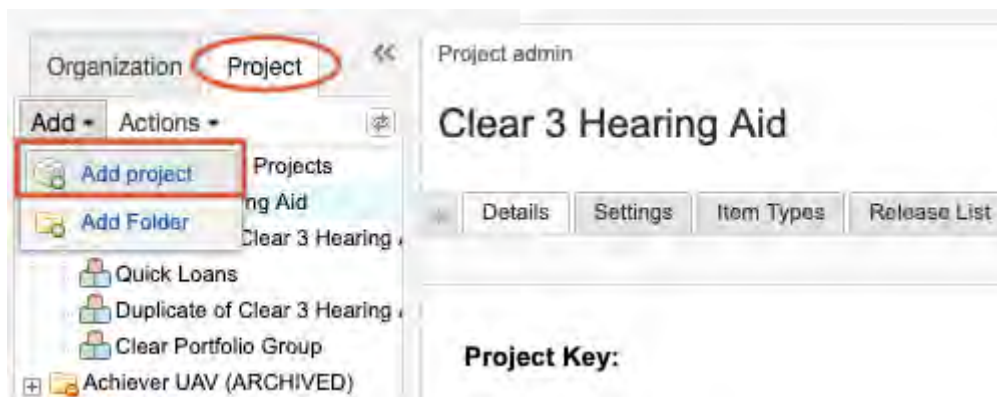 Organization Project
Add Actions
Add project
Add Folder
Projects
ng Aid
Clear 3 Hearing
Quick Loans
Duplicate of Clear 3 Hearing
Clear Portfolio Group
Achiever UAV (ARCHIVED)
Project admin
Clear 3 Hearing Aid
Details Settings Item Types Release List
Project Key: